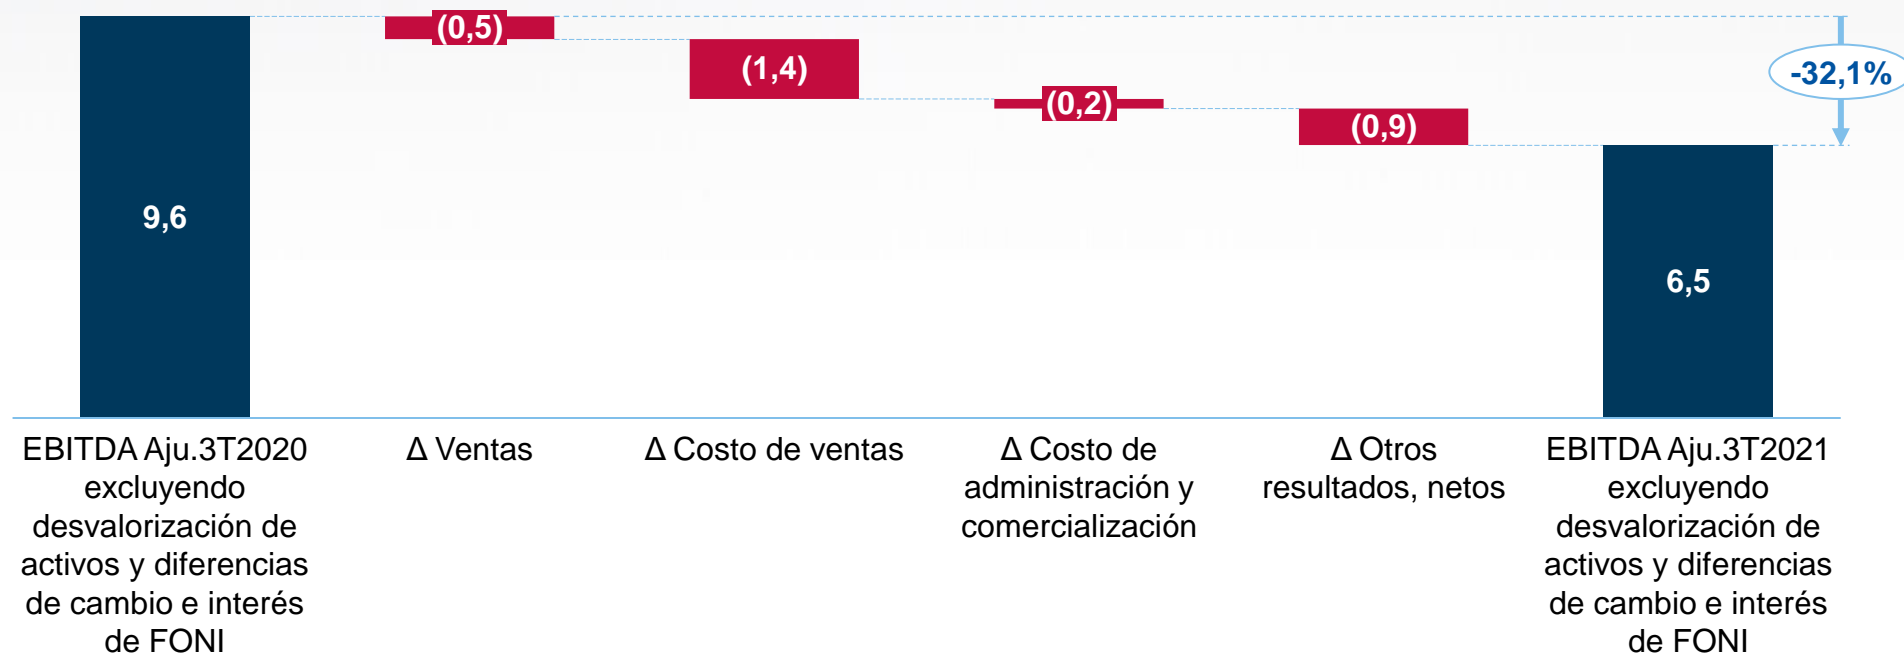 (0,5)
(1,4)
(0,2)
(0,9)
-32,1%
9,6
6,5
EBITDA Aju.3T2020
excluyendo
desvalorización de
activos y diferencias
de cambio e interés
de FONI
Δ Ventas
Δ Costo de ventas
Δ Costo de
administración y
comercialización
Δ Otros
resultados, netos
EBITDA Aju.3T2021
excluyendo
desvalorización de
activos y diferencias
de cambio e interés
de FONI